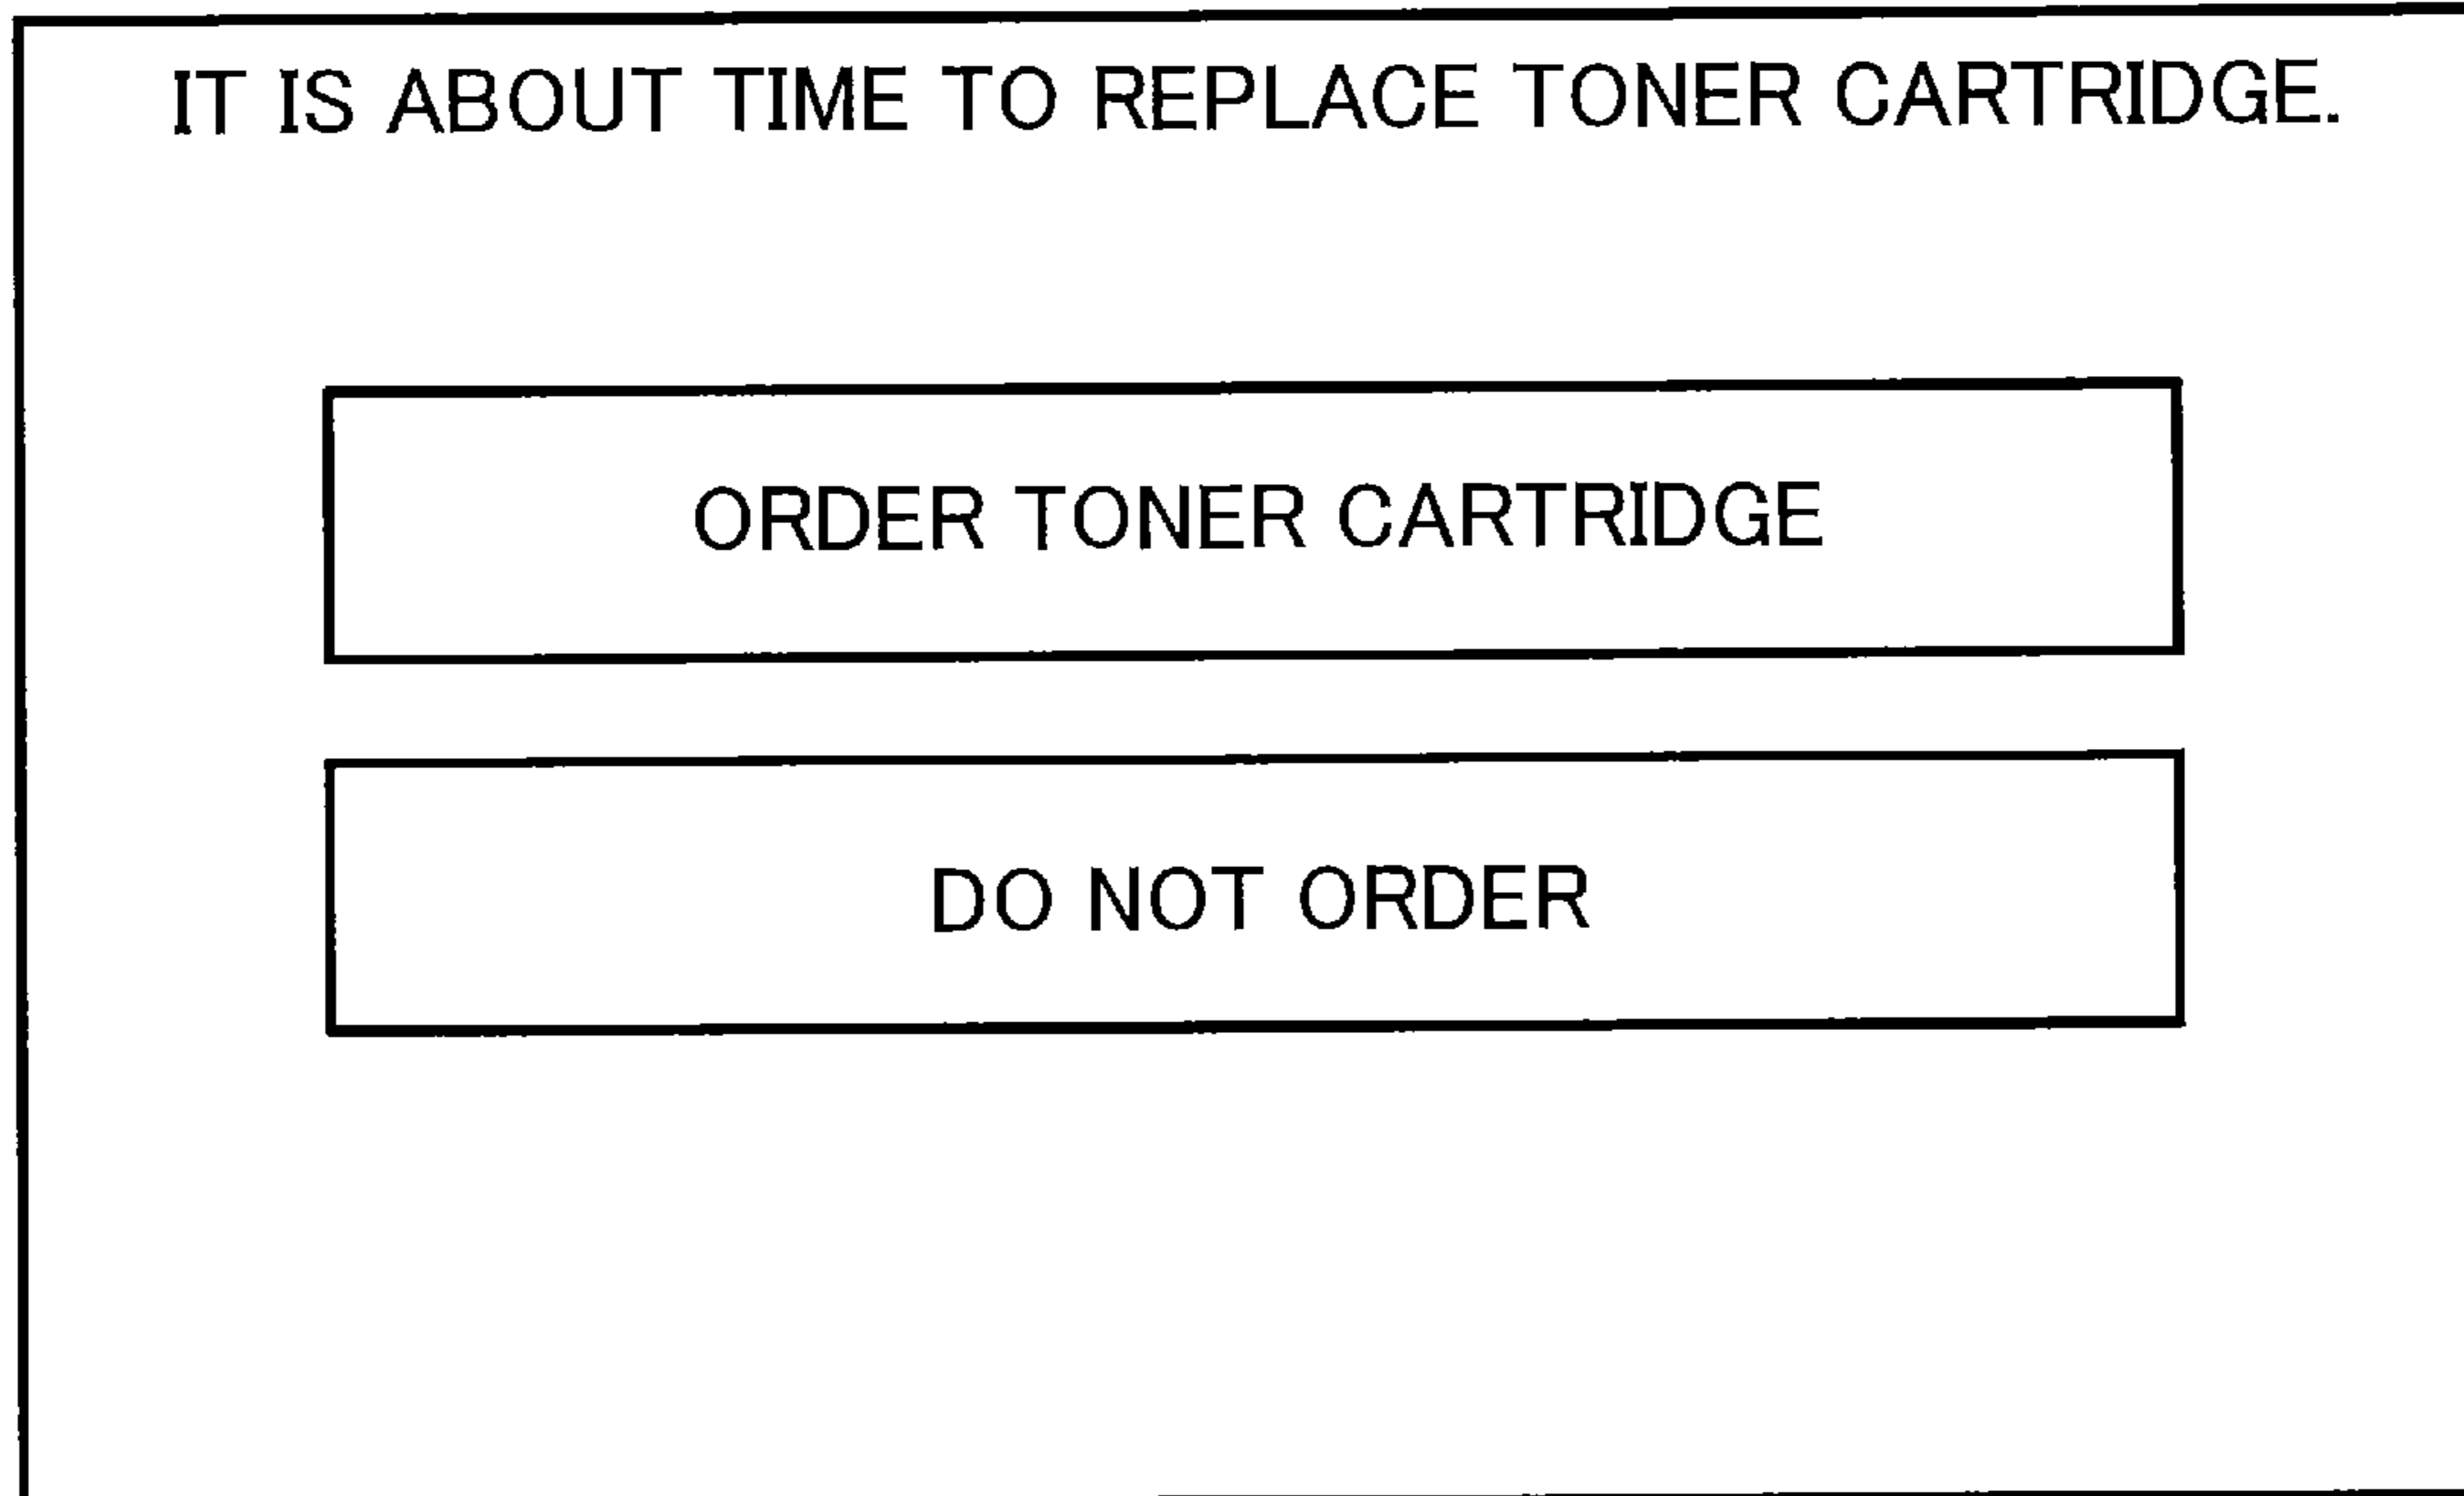 IT IS ABOUT TIME TO REPLACE TONER CARTRIDGE.
ORDER TONER CARTRIDGE
DO NOT ORDER